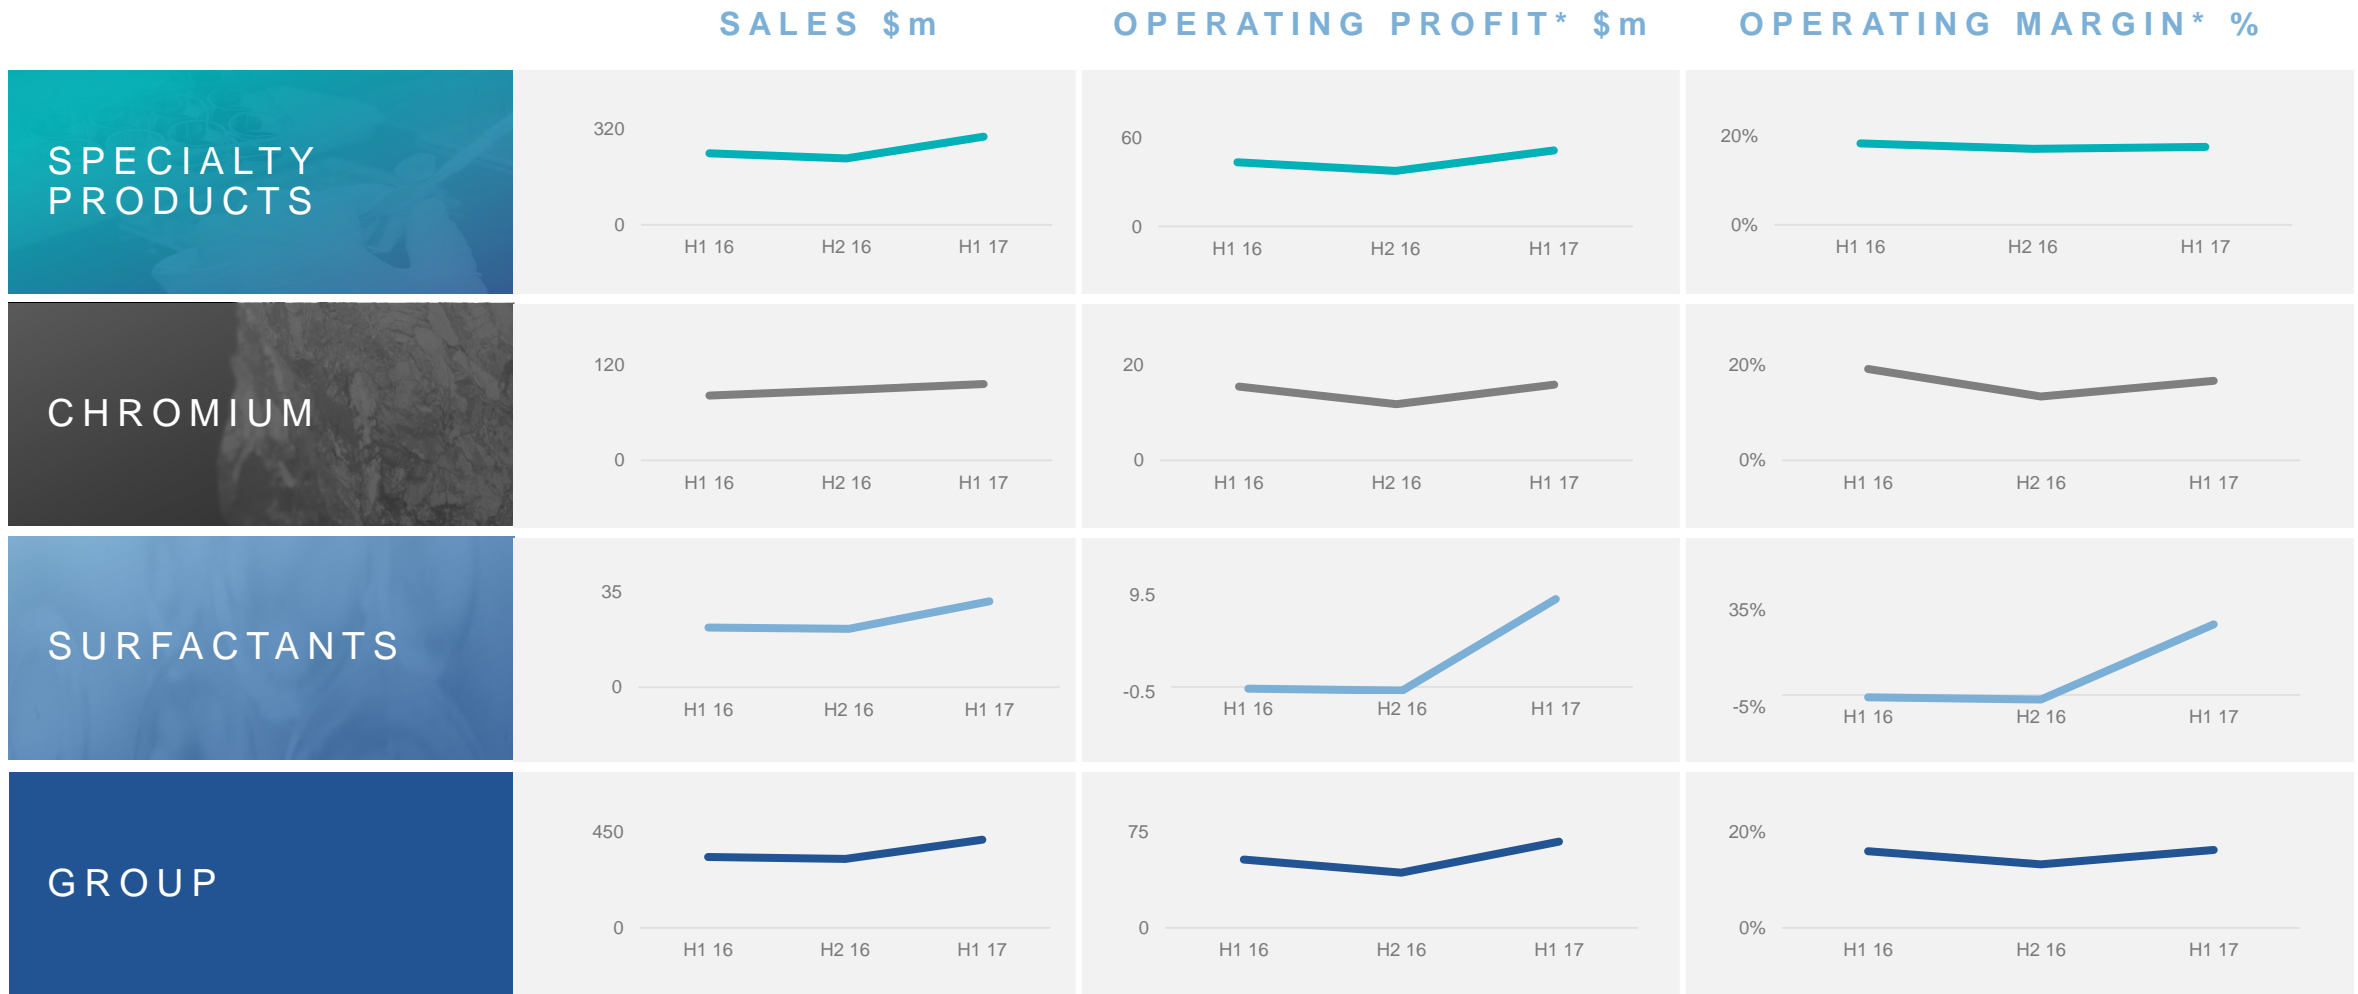 SALES $m
OPERATING PROFIT* $m
OPERATING MARGIN* %
SPECIALTY
PRODUCTS
320
0
H1 16 H2 16 H1 17
60
0
H1 16 H2 16 H1 17
20%
0%
H1 16 H2 16 H1 17
CHROMIUM
120
0
H1 16 H2 16 H1 17
20
0
H1 16 H2 16 H1 17
20%
0%
H1 16 H2 16 H1 17
SURFACTANTS
35
0
H1 16 H2 16 H1 17
9.5
-0.5
H1 16 H2 16 H1 17
35%
-5%
H1 16 H2 16 H1 17
GROUP
450
0
H1 16 H2 16 H1 17
75
0
H1 16 H2 16 H1 17
20%
0%
H1 16 H2 16 H1 17